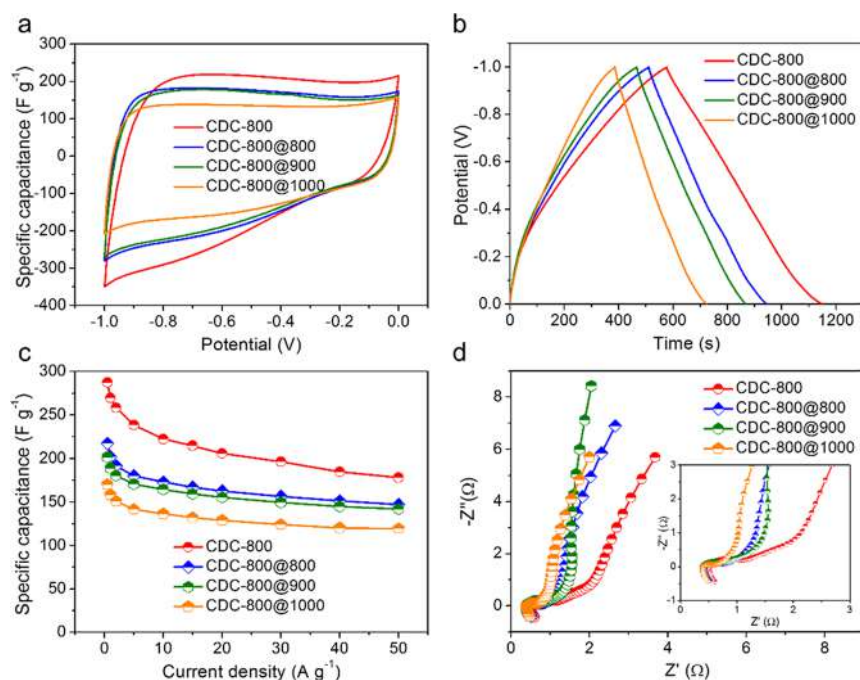 a
Specific capacitance (F g⁻¹)
300
200
100
0
-100
-200
-300
-400
CDC-800
CDC-800@800
CDC-800@900
CDC-800@1000
-1.0
-0.8
-0.6
-0.4
-0.2
0.0
Potential (V)
b
Potential (V)
-1.0
-0.8
-0.6
-0.4
-0.2
0.0
CDC-800
CDC-800@800
CDC-800@900
CDC-800@1000
0
200
400
600
800
1000
1200
Time (s)
c
Specific capacitance (F g⁻¹)
300
250
200
150
100
50
0
CDC-800
CDC-800@800
CDC-800@900
CDC-800@1000
0
10
20
30
40
50
Current density (A g⁻¹)
d
-Z''(Ω)
8
6
4
2
0
CDC-800
CDC-800@800
CDC-800@900
CDC-800@1000
-Z'' (Ω)
3
2
1
0
-1
0
1
2
3
Z' (Ω)
0
2
4
6
8
Z' (Ω)